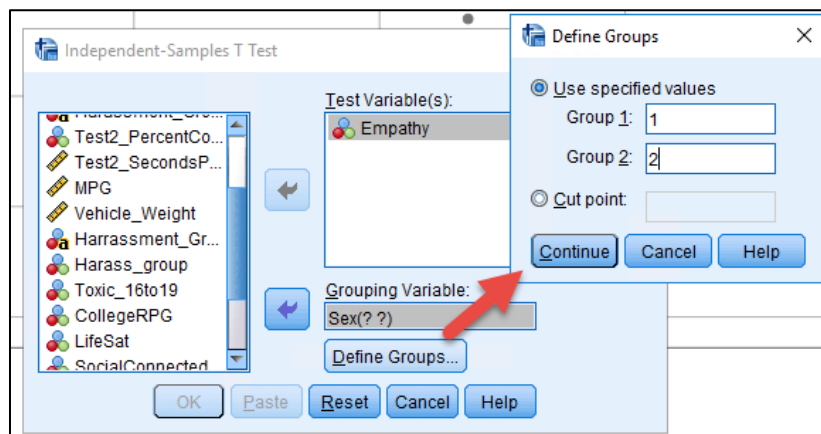 Independent-Samples T Test
Test Variable(s):
Empathy
Test2_PercentCo...
Test2_SecondsP...
MPG
Vehicle_Weight
Harrassment_Gr...
Harass_group
Toxic_16to19
CollegeRPG
LifeSat
SocialConnected
Grouping Variable:
Sex(? ?)
Define Groups...
OK
Paste
Reset
Cancel
Help
Define Groups
Use specified values
Group 1: 1
Group 2: 2
Cut point:
Continue
Cancel
Help